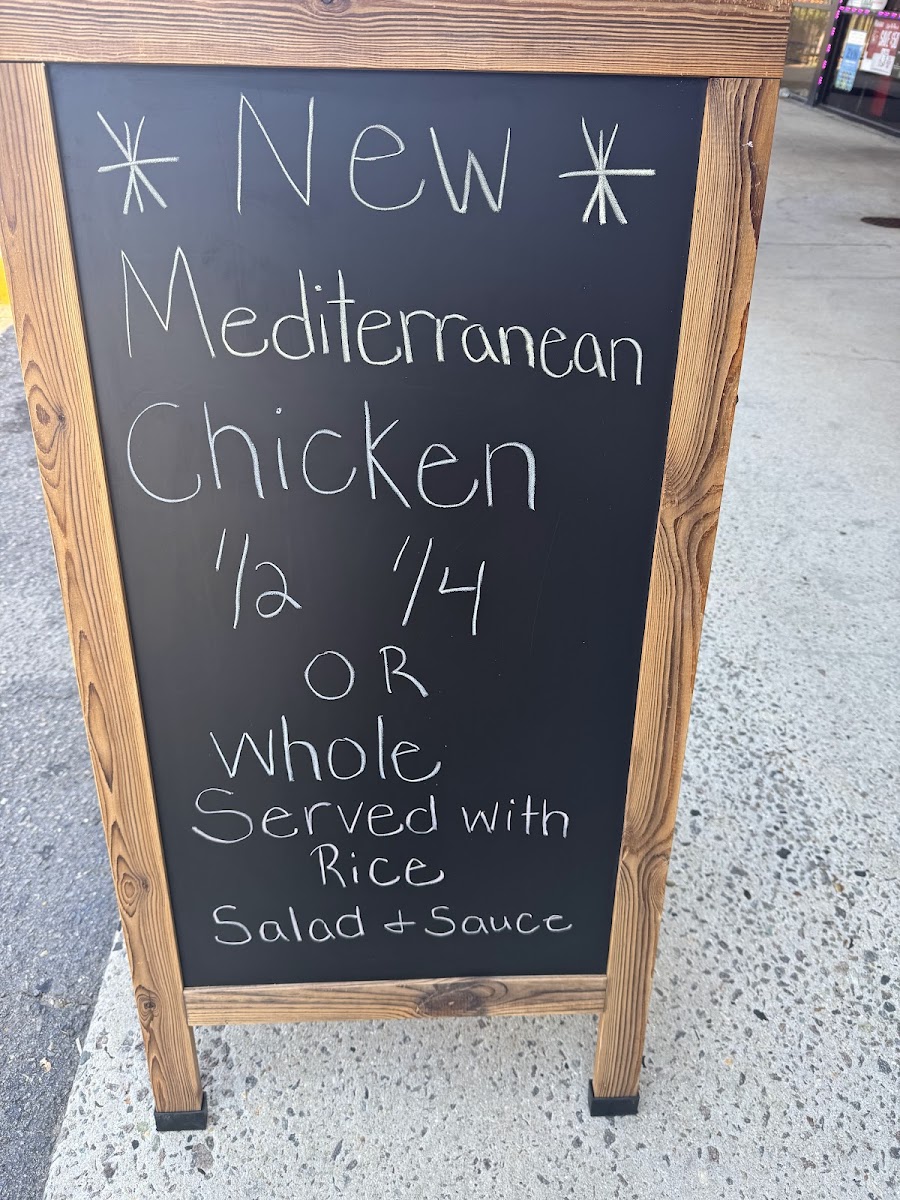 * New *
Mediterranean
Chicken
1/2 1/4
OR
Whole
Served with
Rice
Salad + Sauce